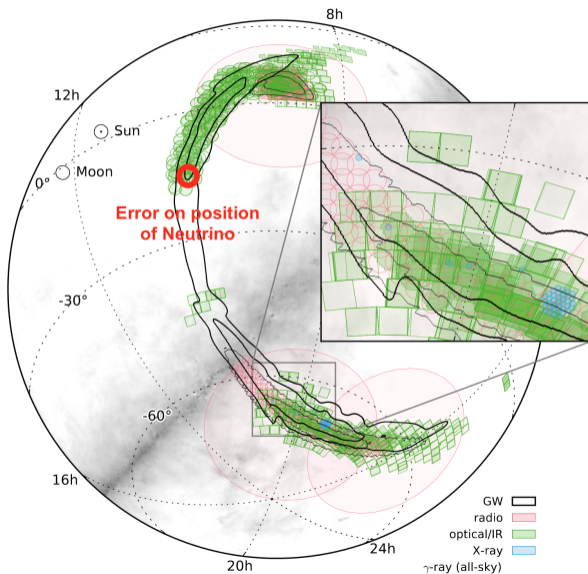 8h
12h
Sun
Moon
0°
Error on position
of Neutrino
-30°
-60°
16h
20h
24h
GW
radio
optical/IR
X-ray
γ-ray (all-sky)